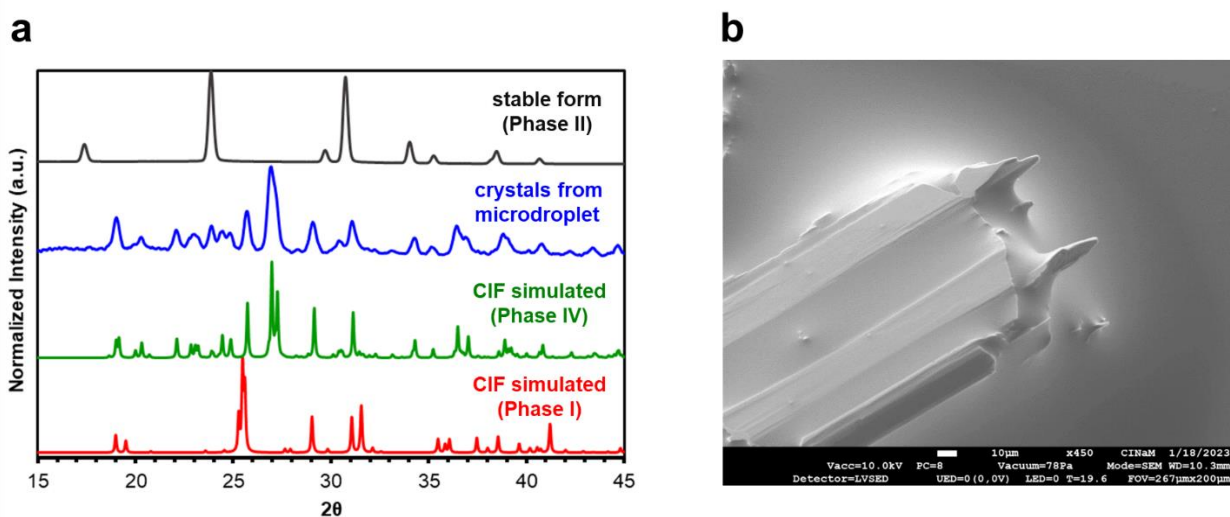 a
b
Normalized Intensity (a.u.)
stable form
(Phase II)
crystals from
microdroplet
CIF simulated
(Phase IV)
CIF simulated
(Phase I)
15 20 25 30 35 40 45
2θ
10μm x450 CINaM 1/18/2023
Vacc=10.0kV PC=8 Vacuum=78Pa Mode=SEM WD=10.3mm
Detector=LVSED UED=0(0,0V) LED=0 T=19.6 FOV=267μmx200μm